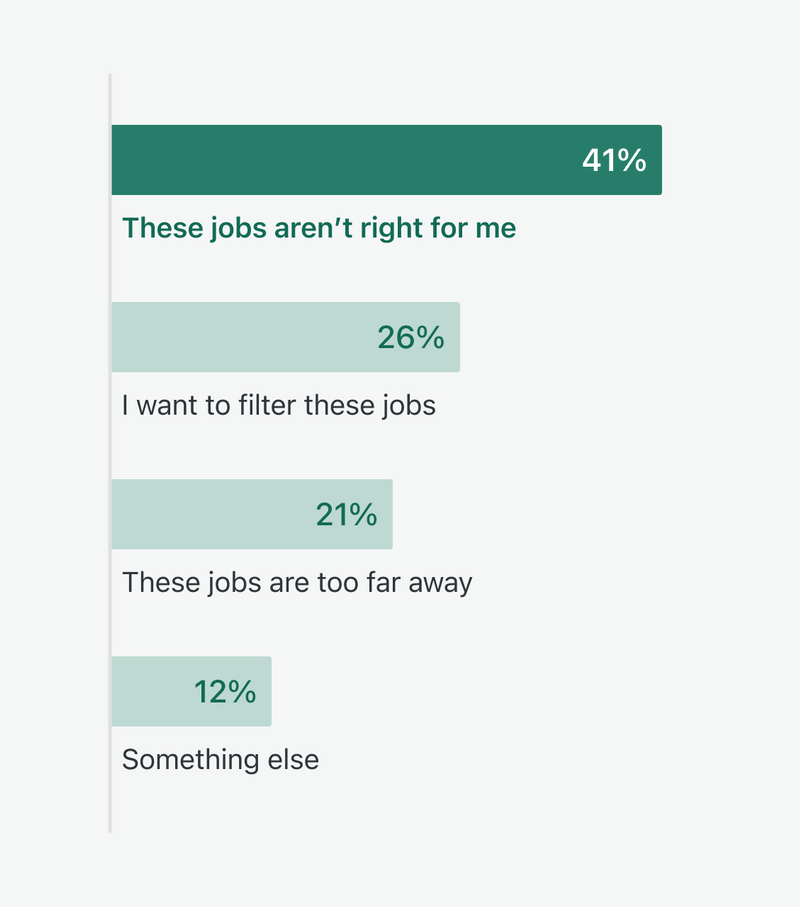 41%
These jobs aren’t right for me
26%
I want to filter these jobs
21%
These jobs are too far away
12%
Something else